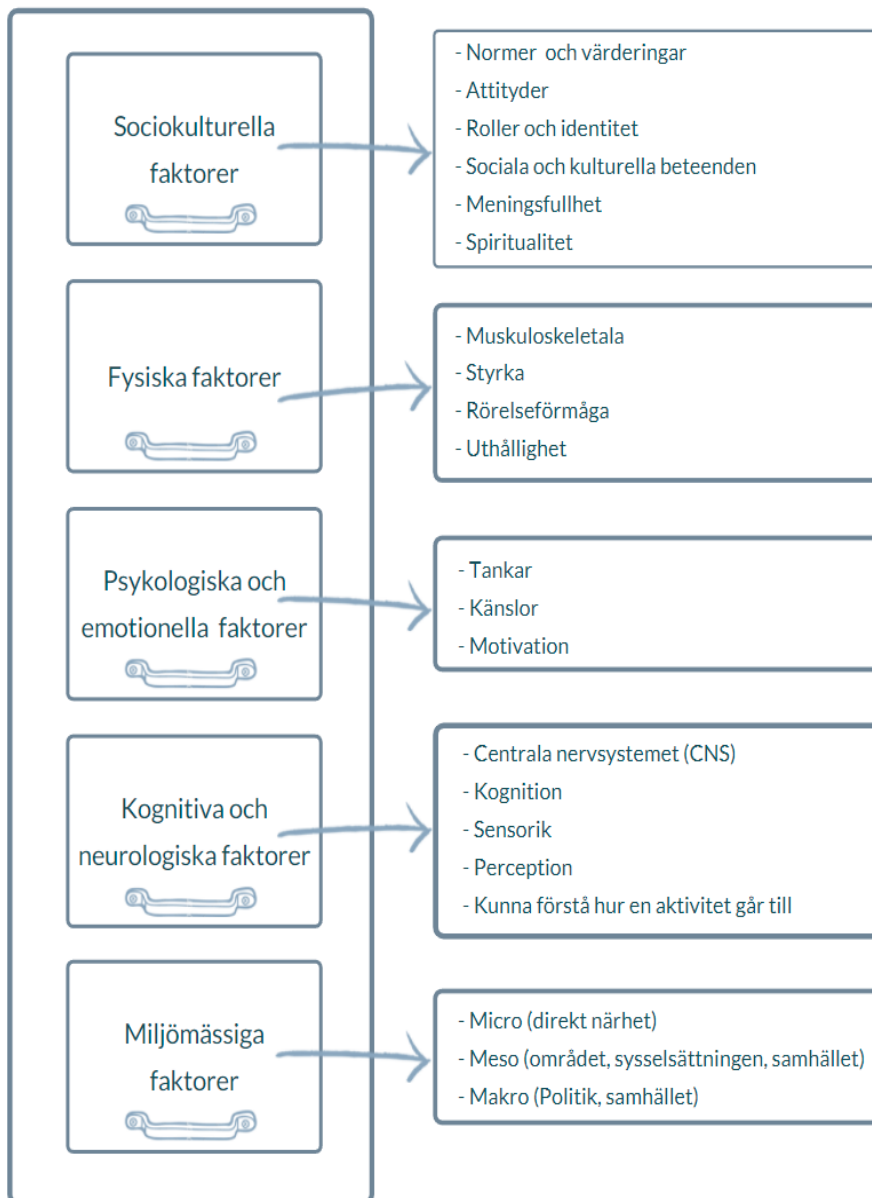 Sociokulturella
faktorer
- Normer och värderingar
- Attityder
- Roller och identitet
- Sociala och kulturella beteenden
- Meningsfullhet
- Spiritualitet
Fysiska faktorer
- Muskuloskeletala
- Styrka
- Rörelseförmåga
- Uthållighet
Psykologiska och
emotionella faktorer
- Tankar
- Känslor
- Motivation
Kognitiva och
neurologiska faktorer
- Centrala nervsystemet (CNS)
- Kognition
- Sensorik
- Perception
- Kunna förstå hur en aktivitet går till
Miljömässiga
faktorer
- Micro (direkt närhet)
- Meso (området, sysselsättningen, samhället)
- Makro (Politik, samhället)